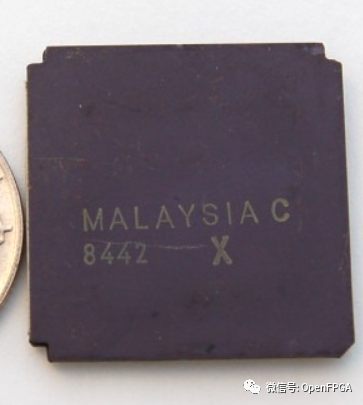 MALAYSIA C
8442 X
微信号: OpenFPGA